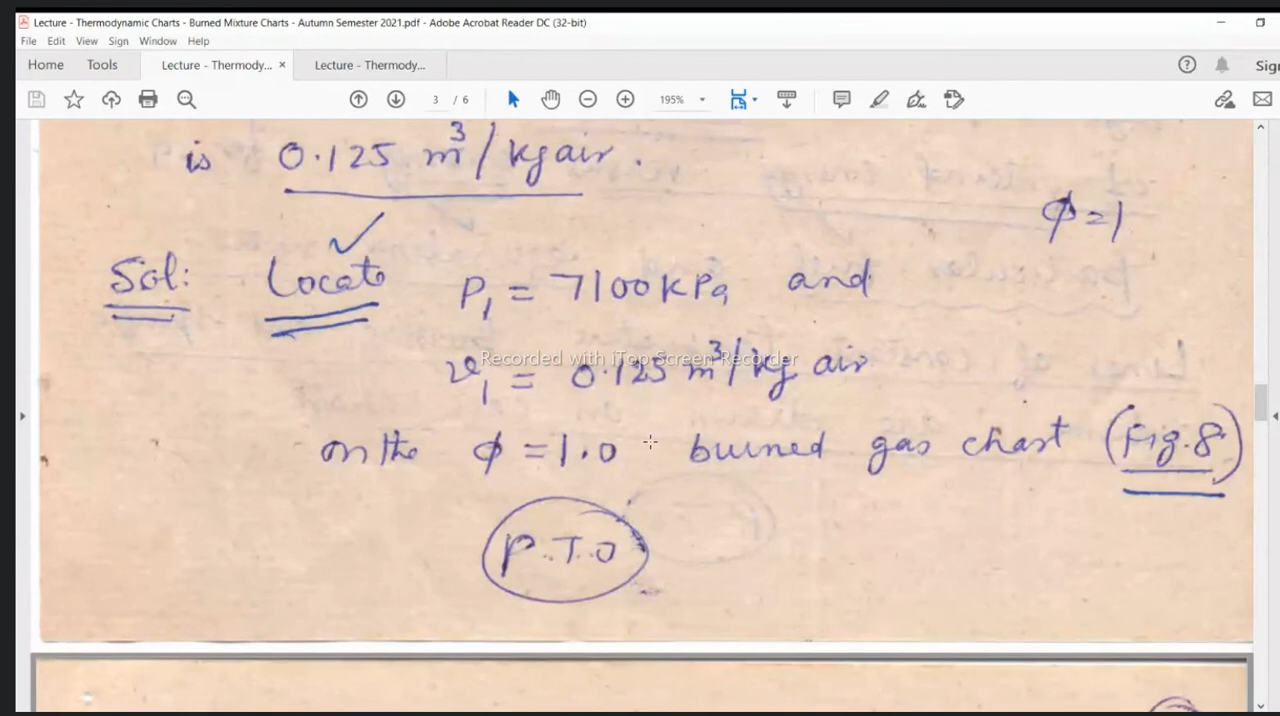 Lecture - Thermodynamic Charts - Burned Mixture Charts - Autumn Semester 2021.pdf - Adobe Acrobat Reader DC (32-bit)
File Edit View Sign Window Help
Home Tools Lecture - Thermody... × Lecture - Thermody... Sign
3 / 6 195%
is 0.125 m³/kg air.
φ=1
Sol: Locate P₁ = 7100 kPa and
Recorded with iTop Screen Recorder
v₁ = 0.125 m³/kg air
on the φ = 1.0 burned gas chart (Fig.8)
P.T.O